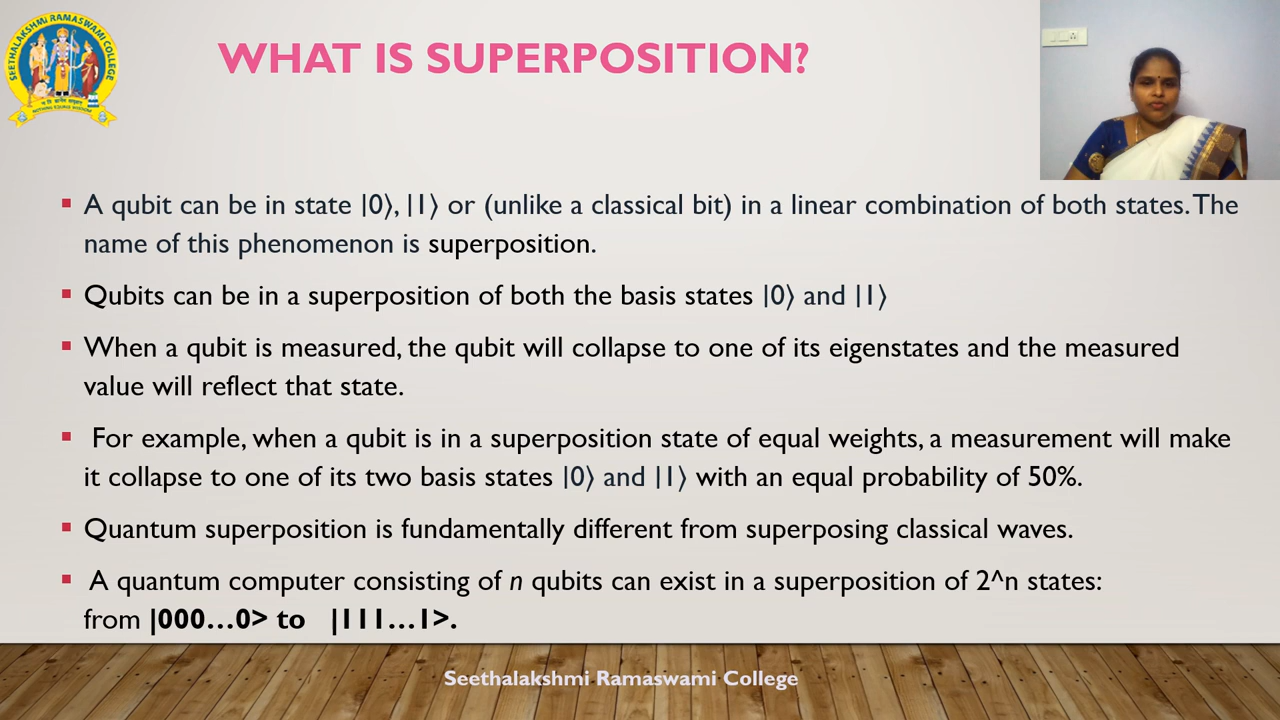 SEETHALAKSHMI RAMASWAMI COLLEGE
WHAT IS SUPERPOSITION?
▪ A qubit can be in state |0⟩, |1⟩ or (unlike a classical bit) in a linear combination of both states. The
name of this phenomenon is superposition.
▪ Qubits can be in a superposition of both the basis states |0⟩ and |1⟩
▪ When a qubit is measured, the qubit will collapse to one of its eigenstates and the measured
value will reflect that state.
▪ For example, when a qubit is in a superposition state of equal weights, a measurement will make
it collapse to one of its two basis states |0⟩ and |1⟩ with an equal probability of 50%.
▪ Quantum superposition is fundamentally different from superposing classical waves.
▪ A quantum computer consisting of n qubits can exist in a superposition of 2^n states:
from |000...0> to |111...1>.
Seethalakshmi Ramaswami College